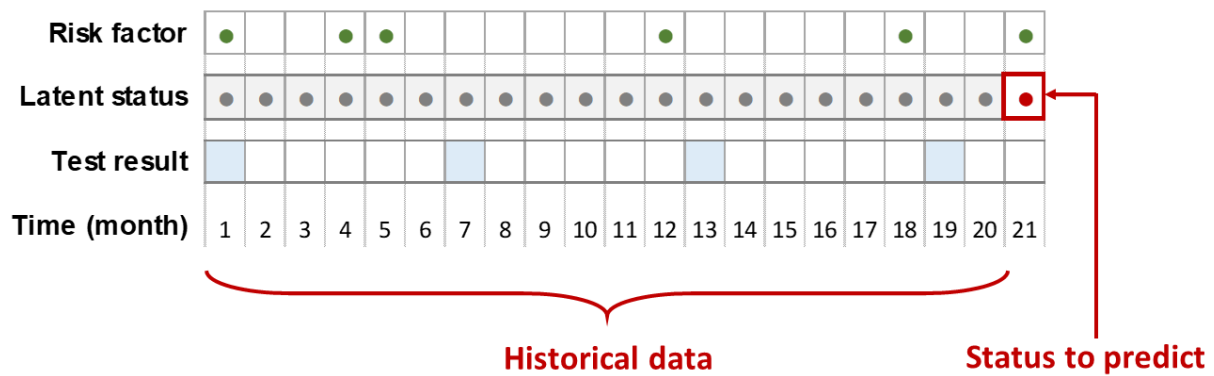 Risk factor
Latent status
Test result
Time (month) 1 2 3 4 5 6 7 8 9 10 11 12 13 14 15 16 17 18 19 20 21
Historical data
Status to predict